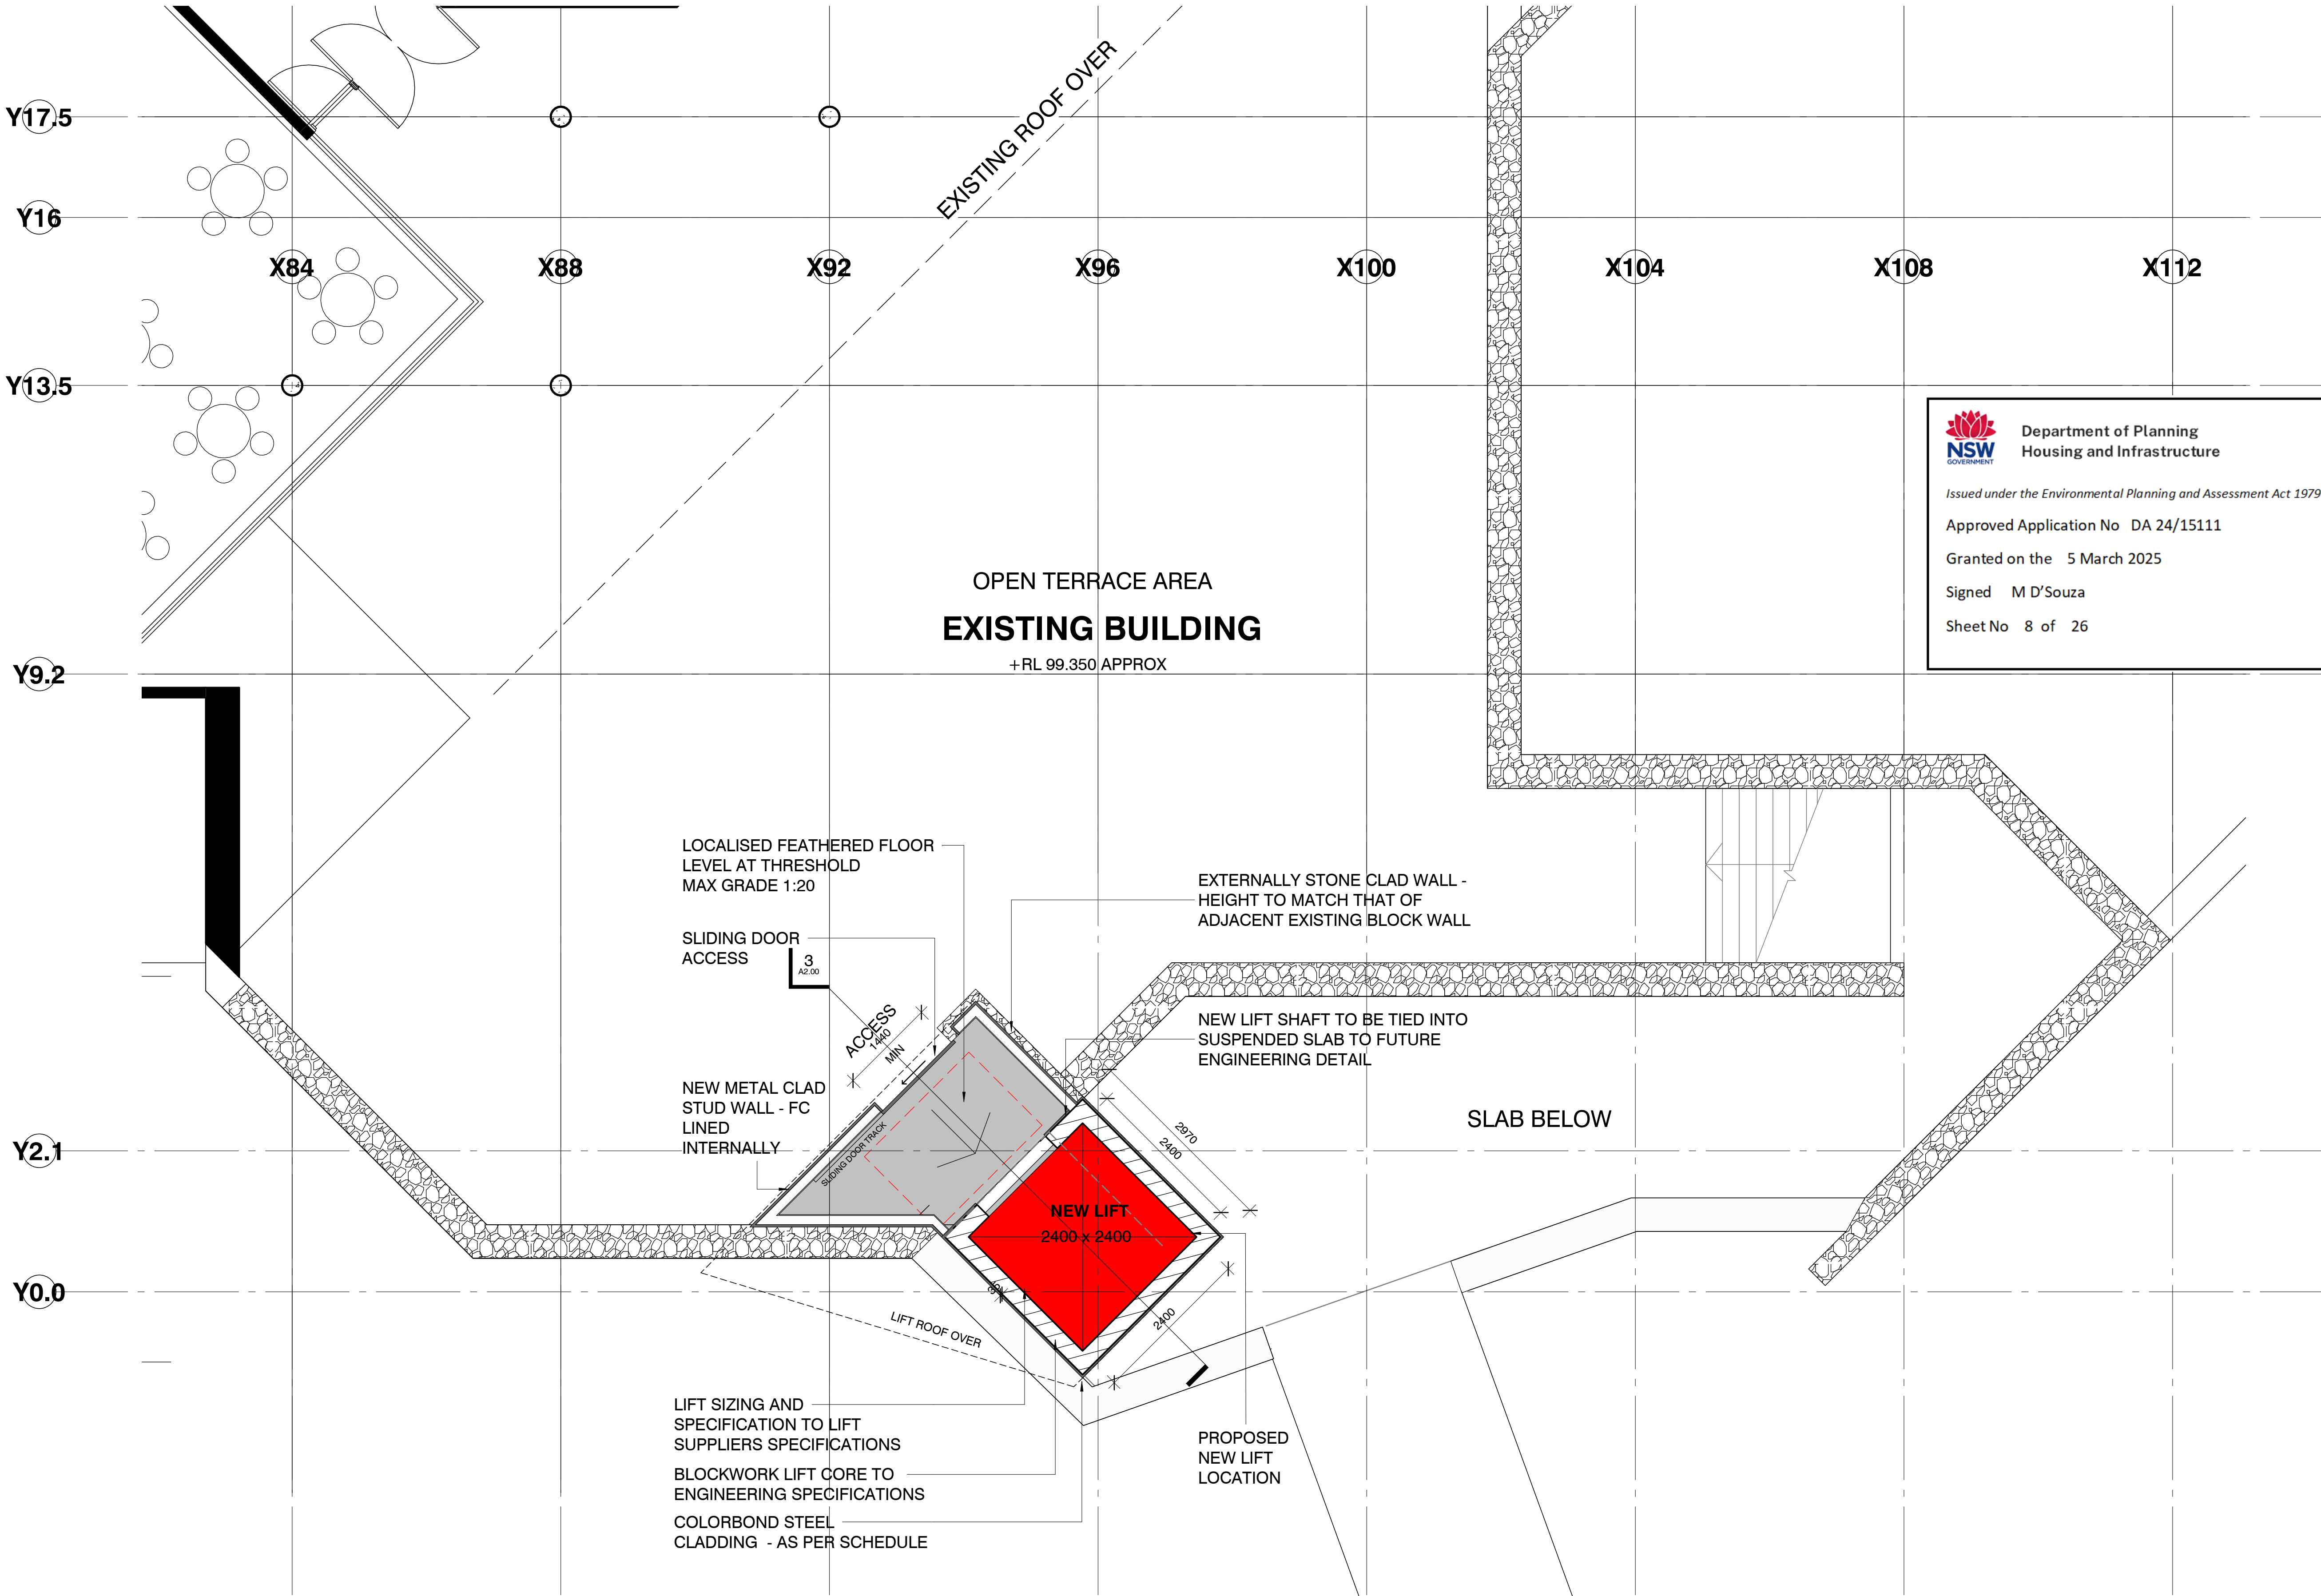 EXISTING ROOF OVER
Y17.5
Y16
X84
X88
X92
X96
X100
X104
X108
X112
Y13.5
NSW
GOVERNMENT
Department of Planning
Housing and Infrastructure
Issued under the Environmental Planning and Assessment Act 1979
Approved Application No DA 24/15111
Granted on the 5 March 2025
Signed M D'Souza
Sheet No 8 of 26
OPEN TERRACE AREA
EXISTING BUILDING
+RL 99.350 APPROX
Y9.2
LOCALISED FEATHERED FLOOR
LEVEL AT THRESHOLD
MAX GRADE 1:20
EXTERNALLY STONE CLAD WALL -
HEIGHT TO MATCH THAT OF
ADJACENT EXISTING BLOCK WALL
SLIDING DOOR
ACCESS
3
A2.00
ACCESS
1440
MIN
NEW LIFT SHAFT TO BE TIED INTO
SUSPENDED SLAB TO FUTURE
ENGINEERING DETAIL
NEW METAL CLAD
STUD WALL - FC
LINED
INTERNALLY
SLIDING DOOR TRACK
2970
2400
SLAB BELOW
Y2.1
NEW LIFT
2400 x 2400
Y0.0
LIFT ROOF OVER
2400
LIFT SIZING AND
SPECIFICATION TO LIFT
SUPPLIERS SPECIFICATIONS
PROPOSED
NEW LIFT
LOCATION
BLOCKWORK LIFT CORE TO
ENGINEERING SPECIFICATIONS
COLORBOND STEEL
CLADDING - AS PER SCHEDULE